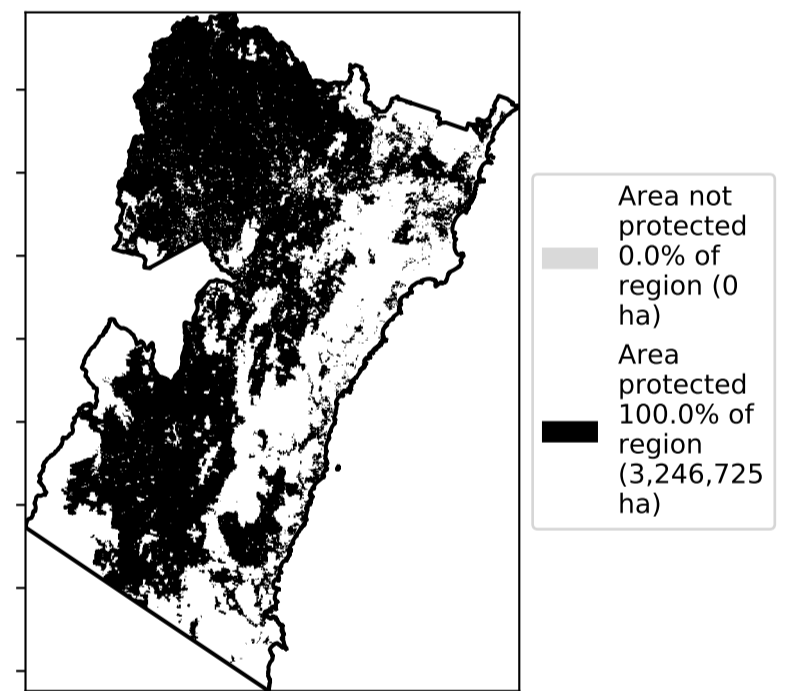 Area not
protected
0.0% of
region (0
ha)
Area
protected
100.0% of
region
(3,246,725
ha)